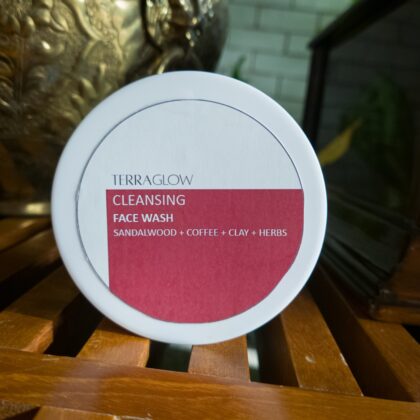 TERRAGLOW
CLEANSING
FACE WASH
SANDALWOOD + COFFEE + CLAY + HERBS